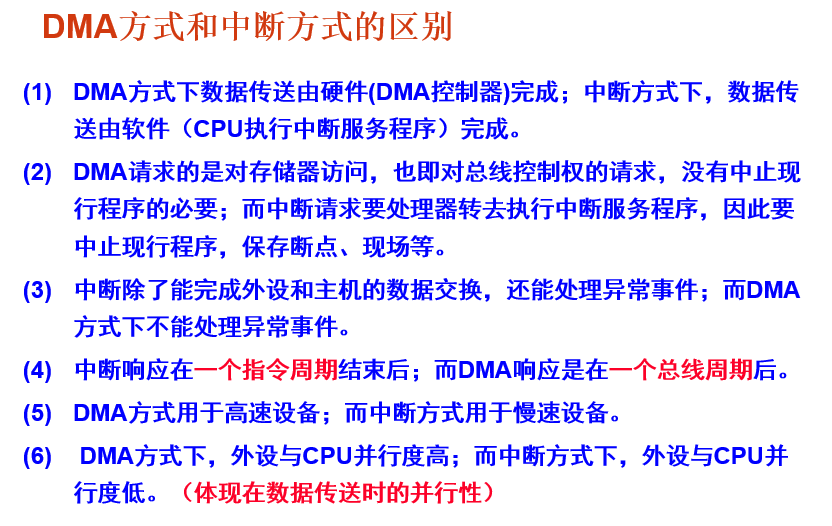 DMA方式和中断方式的区别
(1) DMA方式下数据传送由硬件(DMA控制器)完成；中断方式下，数据传
送由软件（CPU执行中断服务程序）完成。
(2) DMA请求的是对存储器访问，也即对总线控制权的请求，没有中止现
行程序的必要；而中断请求要处理器转去执行中断服务程序，因此要
中止现行程序，保存断点、现场等。
(3) 中断除了能完成外设和主机的数据交换，还能处理异常事件；而DMA
方式下不能处理异常事件。
(4) 中断响应在一个指令周期结束后；而DMA响应是在一个总线周期后。
(5) DMA方式用于高速设备；而中断方式用于慢速设备。
(6) DMA方式下，外设与CPU并行度高；而中断方式下，外设与CPU并
行度低。（体现在数据传送时的并行性）